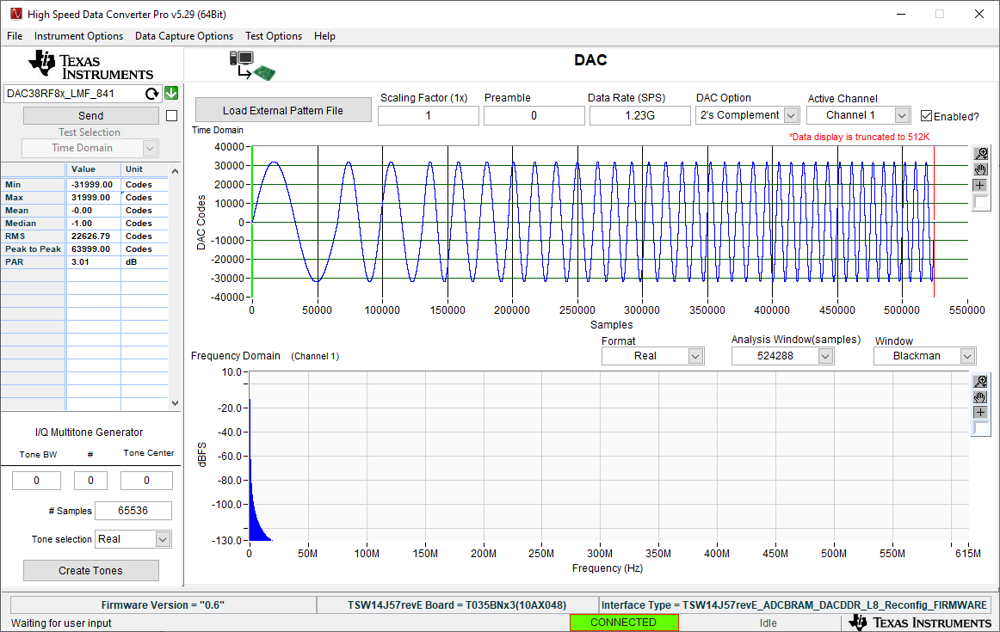 High Speed Data Converter Pro v5.29 (64Bit)
File Instrument Options Data Capture Options Test Options Help
TEXAS INSTRUMENTS
DAC
DAC38RF8x_LMF_841
Send
Test Selection
Time Domain
Value Unit
Min -31999.00 Codes
Max 31999.00 Codes
Mean -0.00 Codes
Median -1.00 Codes
RMS 22626.79 Codes
Peak to Peak 63999.00 Codes
PAR 3.01 dB
I/Q Multitone Generator
Tone BW # Tone Center
0 0 0
# Samples 65536
Tone selection Real
Create Tones
Load External Pattern File
Scaling Factor (1x) Preamble Data Rate (SPS) DAC Option Active Channel
1 0 1.23G 2's Complement Channel 1 Enabled?
Time Domain
*Data display is truncated to 512K
DAC Codes
40000
30000
20000
10000
0
-10000
-20000
-30000
-40000
0 50000 100000 150000 200000 250000 300000 350000 400000 450000 500000 550000
Samples
Format Analysis Window(samples) Window
Real 524288 Blackman
Frequency Domain (Channel 1)
dBFS
10.0
-20.0
-40.0
-60.0
-80.0
-100.0
-130.0
0 50M 100M 150M 200M 250M 300M 350M 400M 450M 500M 550M 615M
Frequency (Hz)
Firmware Version = "0.6" TSW14J57revE Board = T035BNx3(10AX048) Interface Type = TSW14J57revE_ADCBRAM_DACDDR_L8_Reconfig_FIRMWARE
Waiting for user input CONNECTED Idle TEXAS INSTRUMENTS